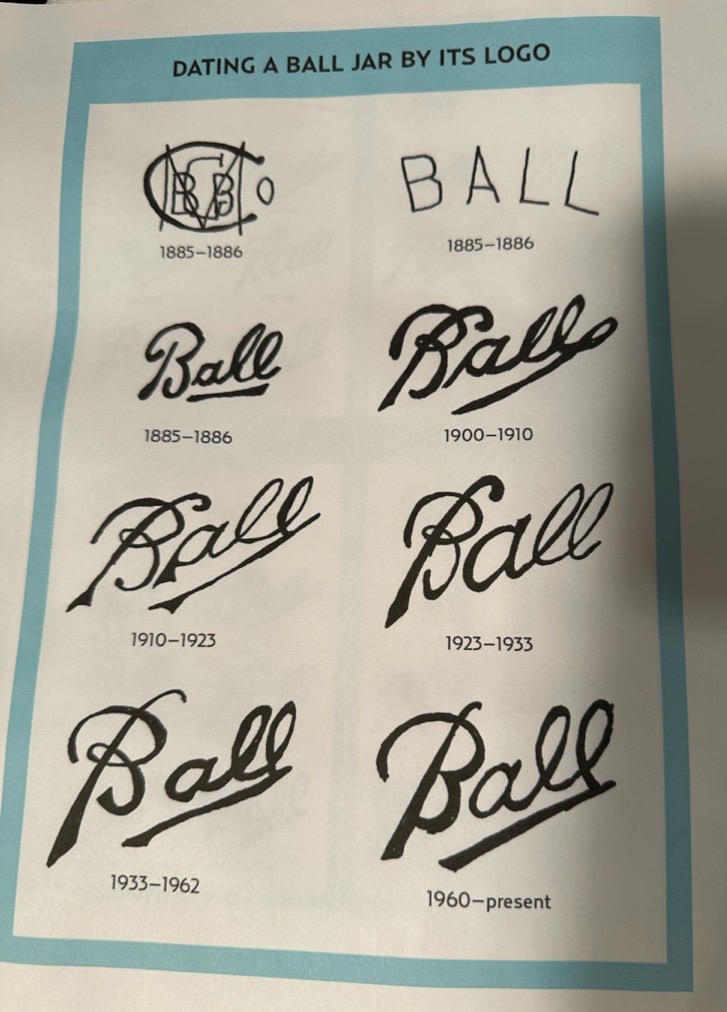 DATING A BALL JAR BY ITS LOGO
BBGMCo
1885–1886
BALL
1885–1886
Ball
1885–1886
Ball
1900–1910
Ball
1910–1923
Ball
1923–1933
Ball
1933–1962
Ball
1960–present